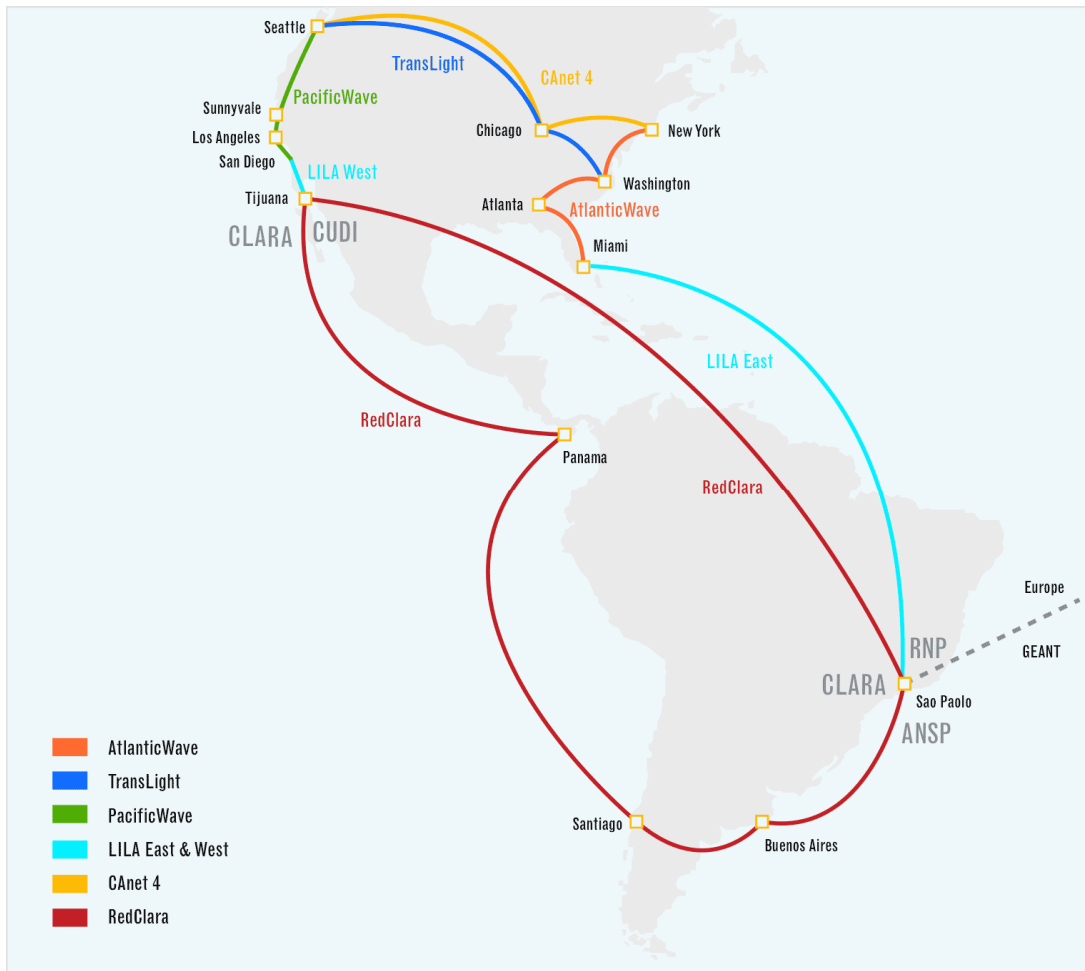 Seattle
TransLight
CAnet 4
PacificWave
Sunnyvale
Los Angeles
San Diego
LILA West
Tijuana
CLARA
CUDI
Chicago
New York
Washington
Atlanta
AtlanticWave
Miami
LILA East
RedClara
Panama
RedClara
Europe
RNP
GEANT
CLARA
Sao Paolo
ANSP
Santiago
Buenos Aires
AtlanticWave
TransLight
PacificWave
LILA East & West
CAnet 4
RedClara